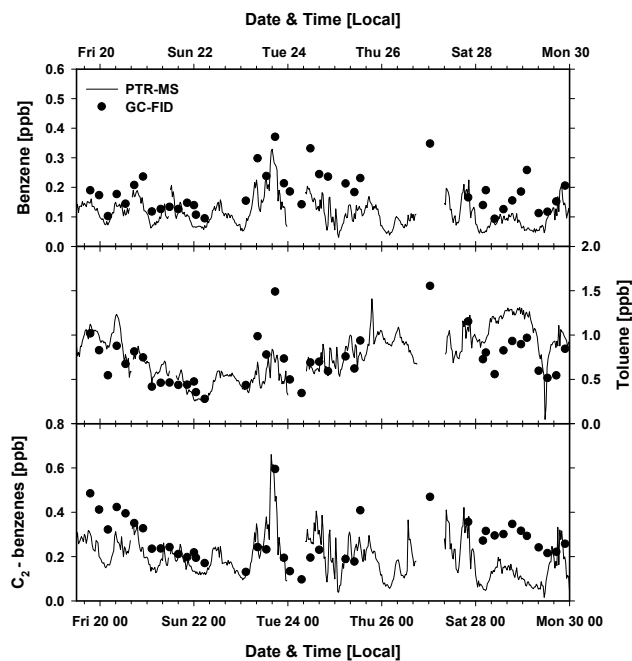 Date & Time [Local]
Fri 20 Sun 22 Tue 24 Thu 26 Sat 28 Mon 30
0.6
0.5
0.4
0.3
0.2
0.1
0.0
Benzene [ppb]
PTR-MS
GC-FID
2.0
1.5
1.0
0.5
0.0
Toluene [ppb]
0.8
0.6
0.4
0.2
0.0
C2 - benzenes [ppb]
Fri 20 00 Sun 22 00 Tue 24 00 Thu 26 00 Sat 28 00 Mon 30 00
Date & Time [Local]